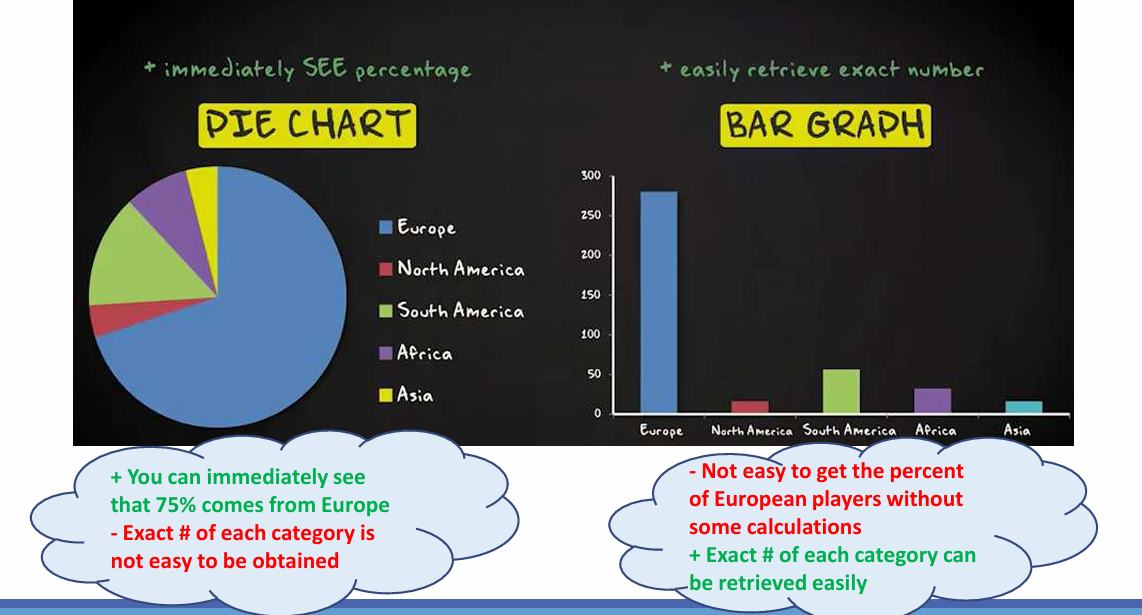 + immediately SEE percentage
PIE CHART
Europe
North America
South America
Africa
Asia
+ You can immediately see
that 75% comes from Europe
- Exact # of each category is
not easy to be obtained
+ easily retrieve exact number
BAR GRAPH
300
250
200
150
100
50
0
Europe North America South America Africa Asia
- Not easy to get the percent
of European players without
some calculations
+ Exact # of each category can
be retrieved easily